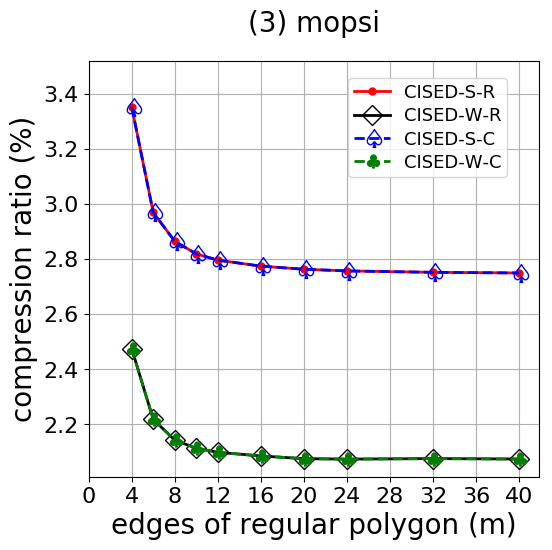 (3) mopsi
compression ratio (%)
3.4
3.2
3.0
2.8
2.6
2.4
2.2
CISED-S-R
CISED-W-R
CISED-S-C
CISED-W-C
0 4 8 12 16 20 24 28 32 36 40
edges of regular polygon (m)